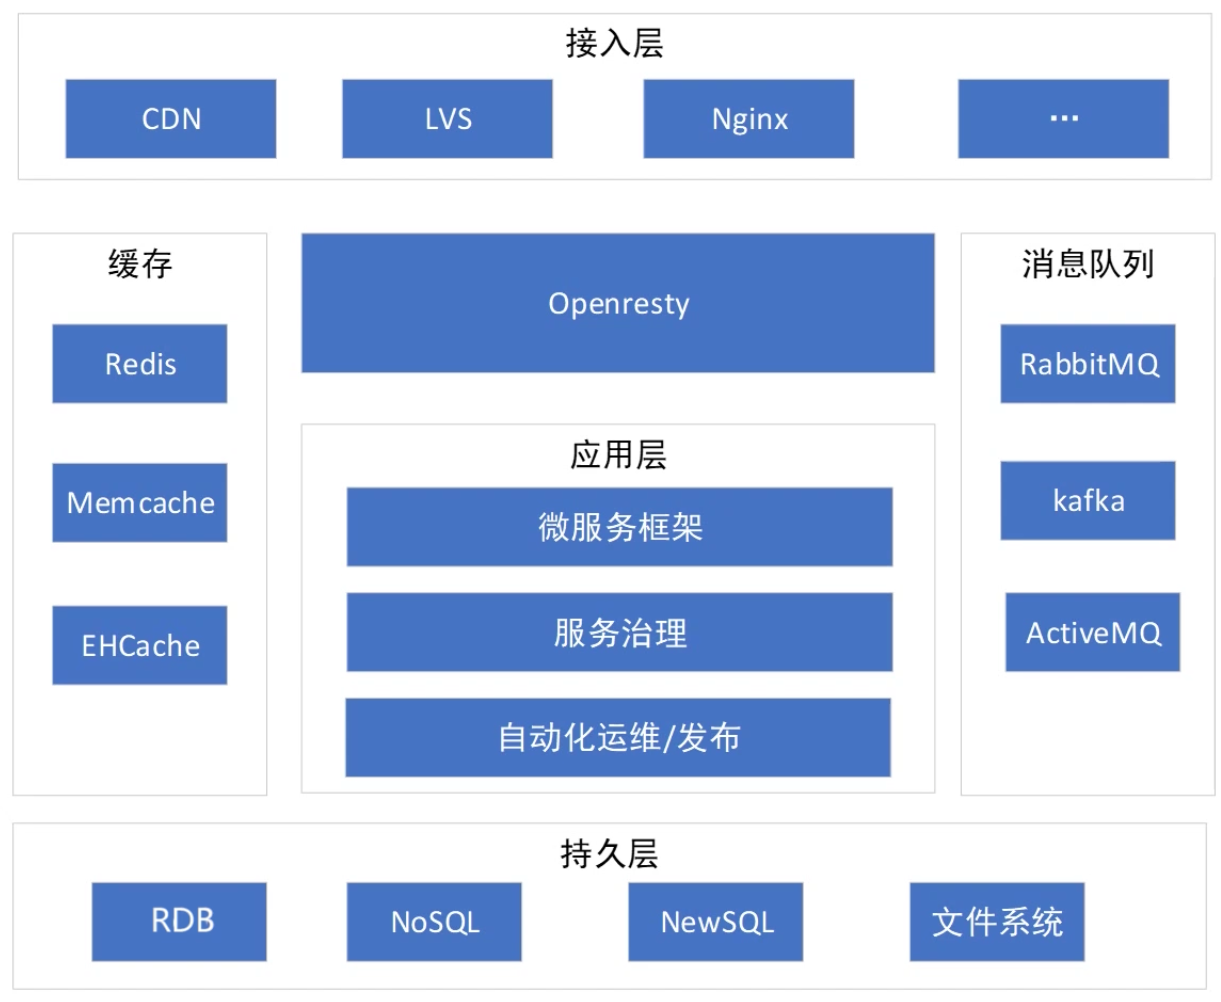 接入层
CDN
LVS
Nginx
...
缓存
Redis
Memcache
EHCache
Openresty
应用层
微服务框架
服务治理
自动化运维/发布
消息队列
RabbitMQ
kafka
ActiveMQ
持久层
RDB
NoSQL
NewSQL
文件系统